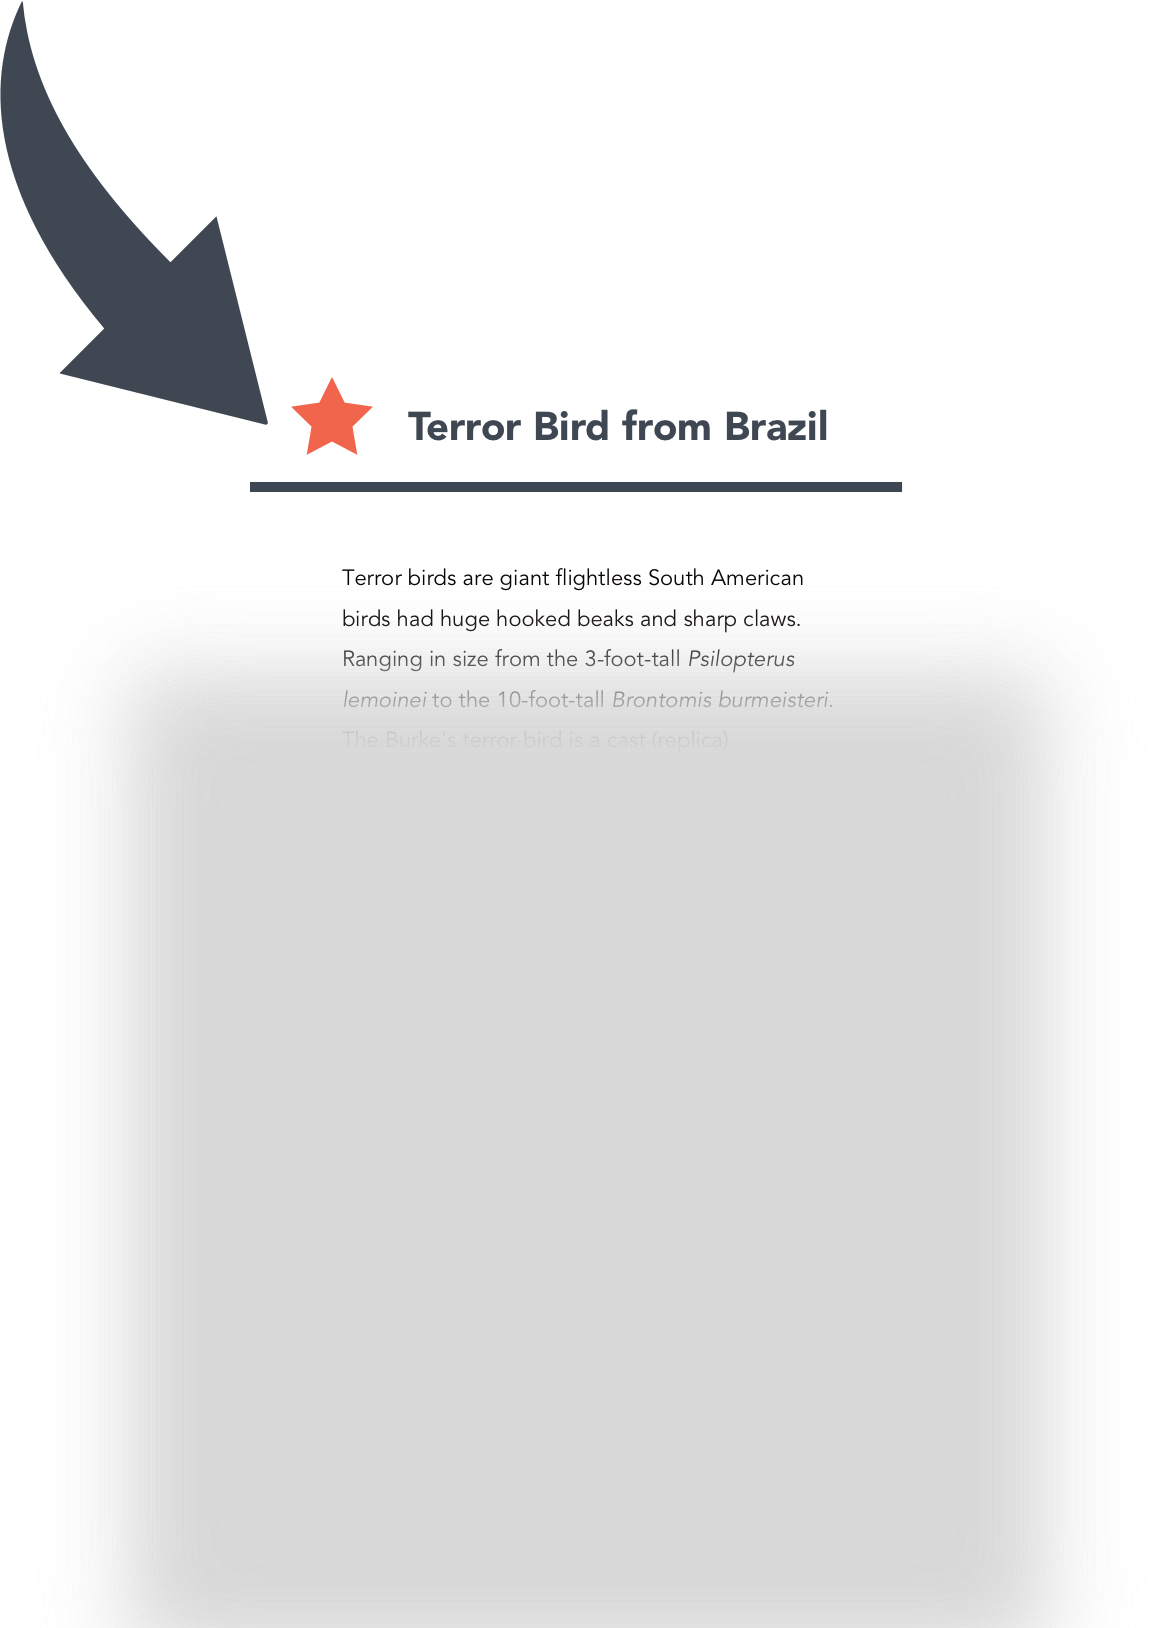 Terror Bird from Brazil
Terror birds are giant flightless South American
birds had huge hooked beaks and sharp claws.
Ranging in size from the 3-foot-tall Psilopterus
lemoinei to the 10-foot-tall Brontomis burmeisteri.
The Burke's terror bird is a cast (replica)